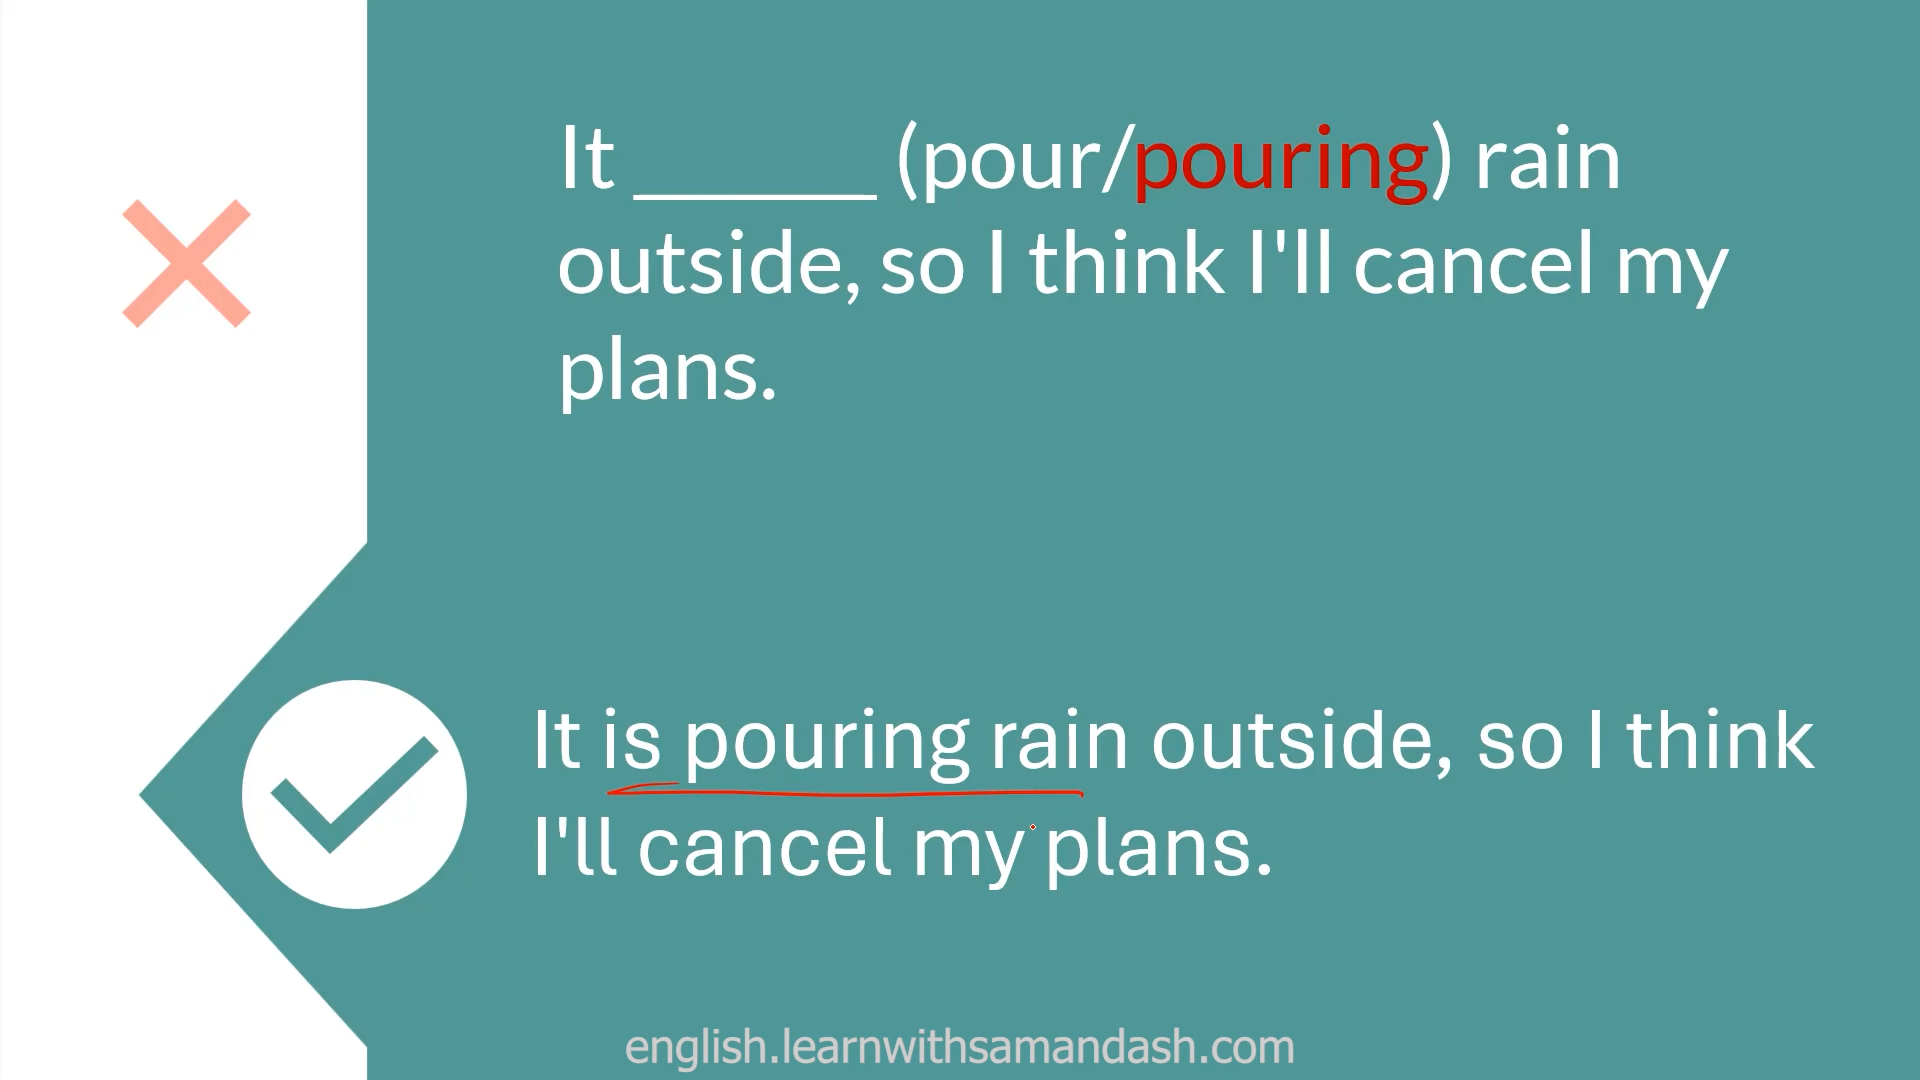 It ______ (pour/pouring) rain
outside, so I think I'll cancel my
plans.
It is pouring rain outside, so I think
I'll cancel my plans.
english.learnwithsamandash.com